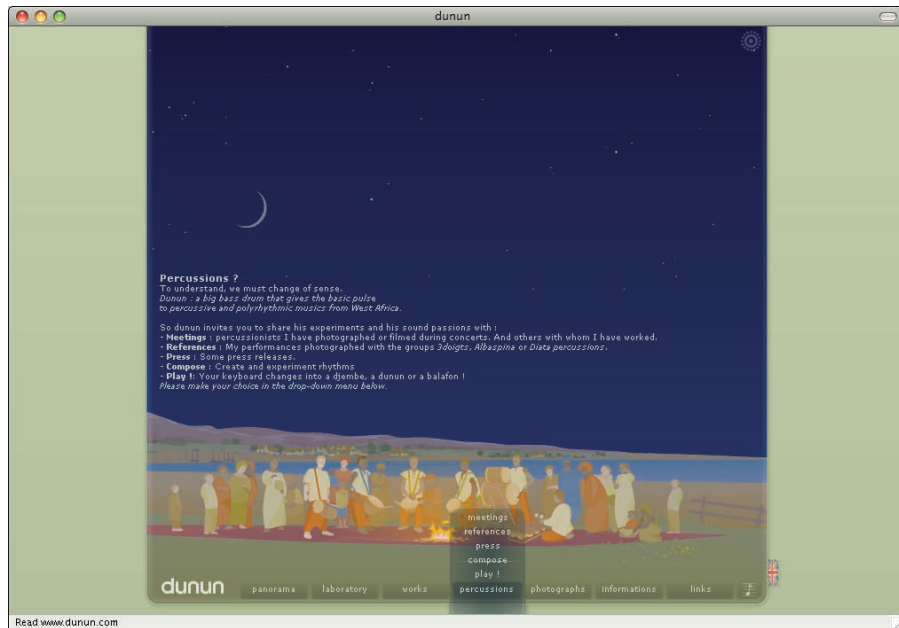 dunun
Percussions ?
To understand, we must change of sense.
Dunun : a big bass drum that gives the basic pulse
to percussive and polyrhythmic musics from West Africa.
So dunun invites you to share his experiments and his sound passions with :
- Meetings : percussionists I have photographed or filmed during concerts. And others with whom I have worked.
- References : My performances photographed with the groups 3doigts, Albaspina or Diata percussions.
- Press : Some press releases.
- Compose : Create and experiment rhythms
- Play !: Your keyboard changes into a djembe, a dunun or a balafon !
Please make your choice in the drop-down menu below.
meetings
references
press
compose
play !
dunun panorama laboratory works percussions photographs informations links
Read www.dunun.com